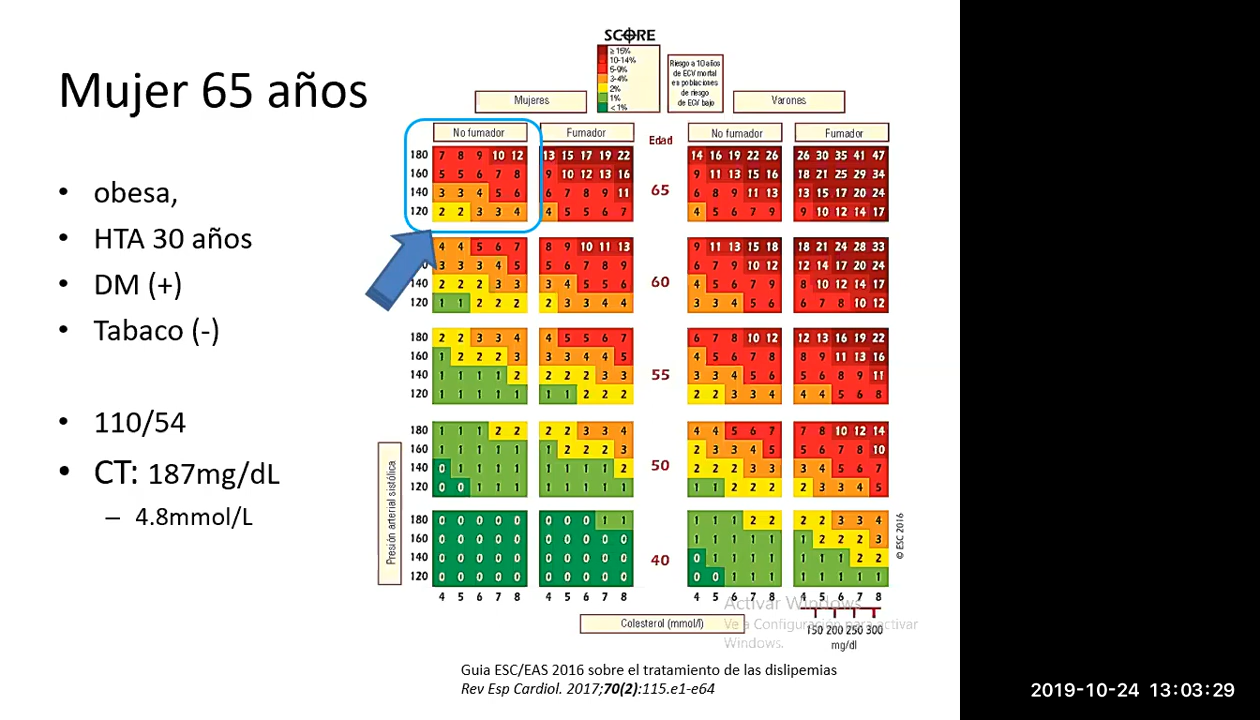 Mujer 65 años
• obesa,
• HTA 30 años
• DM (+)
• Tabaco (-)
• 110/54
• CT: 187mg/dL
– 4.8mmol/L
SCORE
≥ 15%
10-14%
5-9%
3-4%
2%
1%
< 1%
Riesgo a 10 años
de ECV mortal
en poblaciones
de riesgo
de ECV bajo
Mujeres
Varones
No fumador Fumador Edad No fumador Fumador
180 7 8 9 10 12 13 15 17 19 22 14 16 19 22 26 26 30 35 41 47
160 5 5 6 7 8 9 10 12 13 16 9 11 13 15 16 18 21 25 29 34
65
140 3 3 4 5 6 6 7 8 9 11 6 7 9 11 13 13 15 17 20 24
120 2 2 3 3 4 4 5 5 6 7 4 5 6 7 9 9 10 12 14 17
4 4 5 6 7 8 9 10 11 13 9 11 13 15 18 18 21 24 28 33
0 3 3 3 4 5 5 6 7 8 9 6 7 9 10 12 12 14 17 20 24
60
140 2 2 2 3 3 3 4 5 5 6 4 5 6 7 9 8 10 12 14 17
120 1 1 2 2 2 2 3 3 4 4 3 3 4 5 6 6 7 8 10 12
180 2 2 3 3 4 4 5 5 6 7 6 7 8 10 12 12 13 16 19 22
160 1 2 2 2 3 3 3 4 4 5 4 5 6 7 8 8 9 11 13 16
55
140 1 1 1 1 2 2 2 2 3 3 3 3 4 5 6 5 6 8 9 11
120 1 1 1 1 1 1 1 2 2 2 2 2 3 3 4 4 4 5 6 8
180 1 1 1 2 2 2 2 3 3 4 4 4 5 6 7 7 8 10 12 14
160 1 1 1 1 1 1 2 2 2 3 2 3 3 4 5 5 6 7 8 10
50
140 0 1 1 1 1 1 1 1 1 2 2 2 2 3 3 3 4 5 6 7
120 0 0 1 1 1 1 1 1 1 1 1 1 2 2 2 2 3 3 4 5
180 0 0 0 0 0 0 0 0 1 1 1 1 1 2 2 2 2 3 3 4
160 0 0 0 0 0 0 0 0 0 0 1 1 1 1 1 1 2 2 2 3
40
140 0 0 0 0 0 0 0 0 0 0 0 1 1 1 1 1 1 1 2 2
120 0 0 0 0 0 0 0 0 0 0 0 0 1 1 1 1 1 1 1 1
4 5 6 7 8 4 5 6 7 8 4 5 6 7 8 4 5 6 7 8
Presión arterial sistólica
© ESC 2016
Colesterol (mmol/l)
150 200 250 300
mg/dl
Activar Windows
Ve a Configuración para activar
Windows.
Guia ESC/EAS 2016 sobre el tratamiento de las dislipemias
Rev Esp Cardiol. 2017;70(2):115.e1-e64
2019-10-24 13:03:29